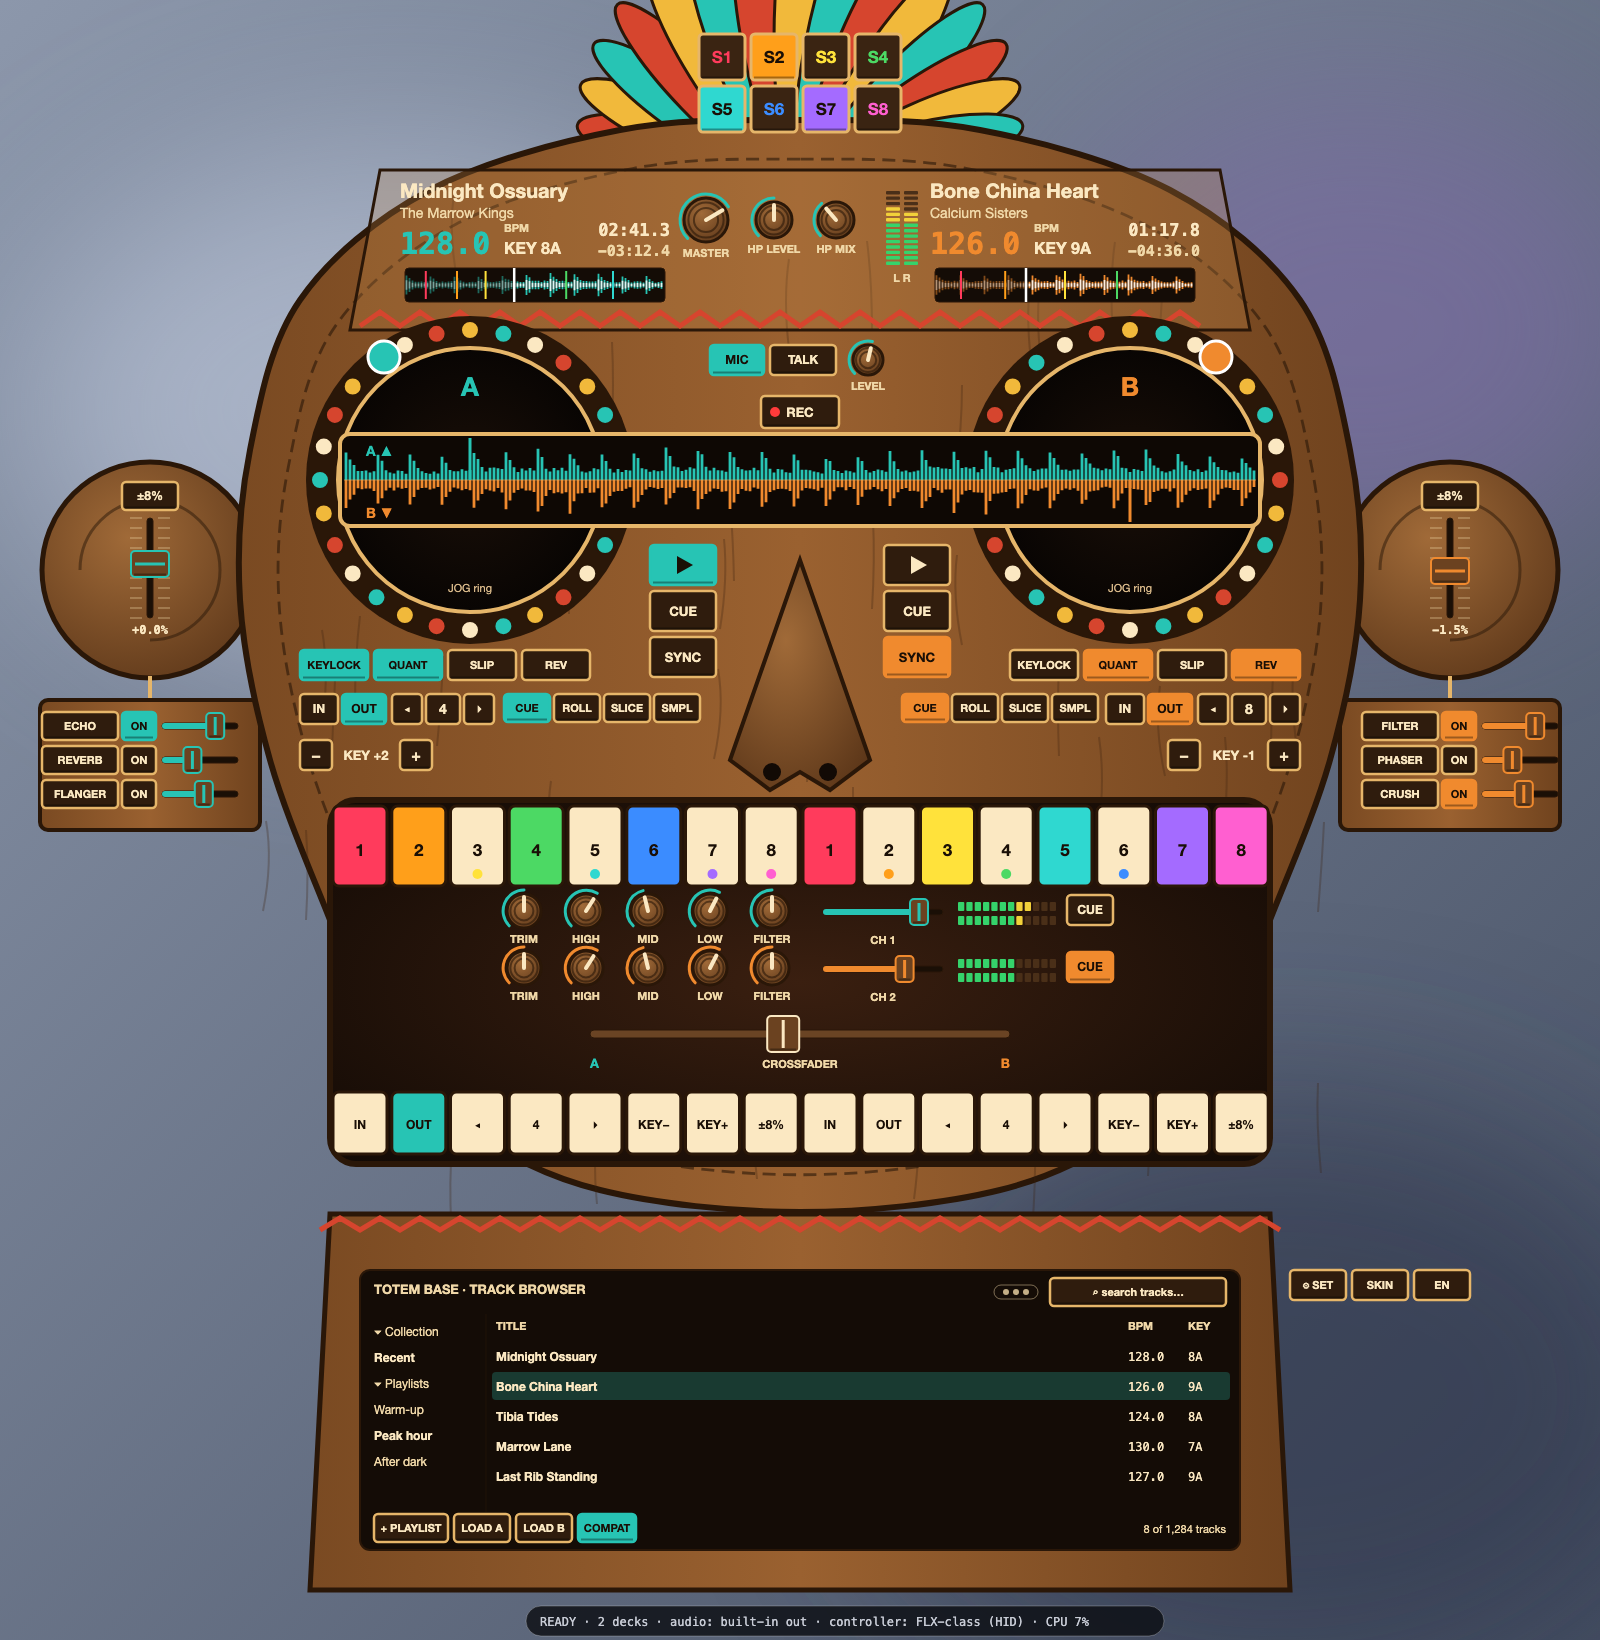 S1 S2 S3 S4
S5 S6 S7 S8
Midnight Ossuary
The Marrow Kings
128.0 BPM KEY 8A
02:41.3
−03:12.4
MASTER HP LEVEL HP MIX
L R
Bone China Heart
Calcium Sisters
126.0 BPM KEY 9A
01:17.8
−04:36.0
MIC TALK LEVEL
REC
A
B
A ▲
B ▼
JOG ring
JOG ring
±8%
+0.0%
±8%
−1.5%
CUE
SYNC
CUE
SYNC
KEYLOCK QUANT SLIP REV
KEYLOCK QUANT SLIP REV
IN OUT ◂ 4 ▸ CUE ROLL SLICE SMPL
CUE ROLL SLICE SMPL IN OUT ◂ 8 ▸
− KEY +2 +
− KEY -1 +
ECHO ON
REVERB ON
FLANGER ON
FILTER ON
PHASER ON
CRUSH ON
1 2 3 4 5 6 7 8 1 2 3 4 5 6 7 8
TRIM HIGH MID LOW FILTER CH 1 CUE
TRIM HIGH MID LOW FILTER CH 2 CUE
A CROSSFADER B
IN OUT ◂ 4 ▸ KEY− KEY+ ±8% IN OUT ◂ 4 ▸ KEY− KEY+ ±8%
TOTEM BASE · TRACK BROWSER
⌕ search tracks...
⚙ SET SKIN EN
▾ Collection
Recent
▾ Playlists
Warm-up
Peak hour
After dark
TITLE BPM KEY
Midnight Ossuary 128.0 8A
Bone China Heart 126.0 9A
Tibia Tides 124.0 8A
Marrow Lane 130.0 7A
Last Rib Standing 127.0 9A
+ PLAYLIST LOAD A LOAD B COMPAT
8 of 1,284 tracks
READY · 2 decks · audio: built−in out · controller: FLX−class (HID) · CPU 7%